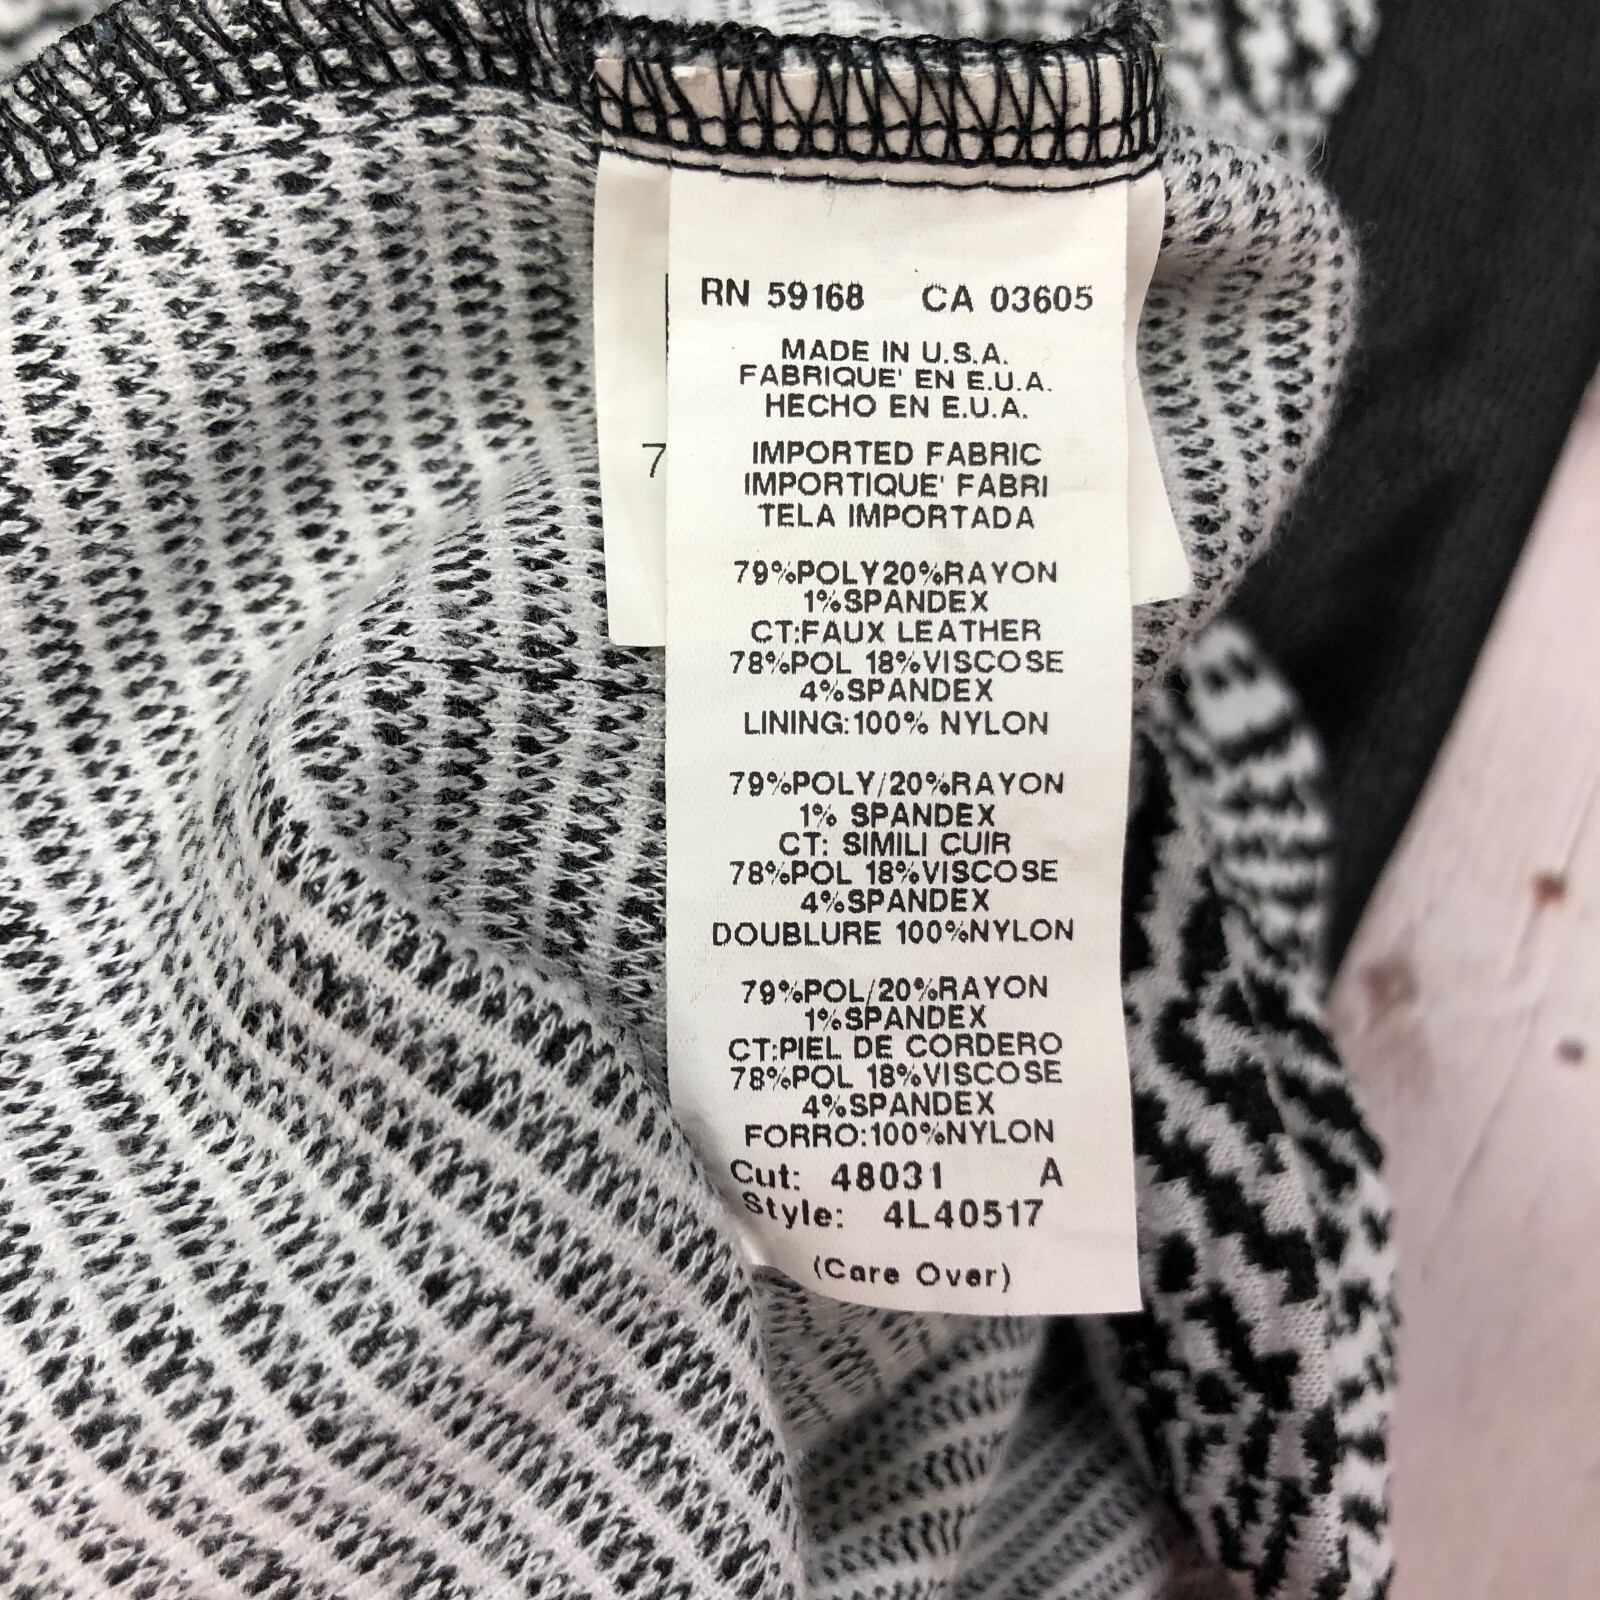 RN 59168 CA 03605
MADE IN U.S.A.
FABRIQUE' EN E.U.A.
HECHO EN E.U.A.
7
IMPORTED FABRIC
IMPORTIQUE' FABRI
TELA IMPORTADA
79%POLY20%RAYON
1%SPANDEX
CT:FAUX LEATHER
78%POL 18%VISCOSE
4%SPANDEX
LINING:100% NYLON
79%POLY/20%RAYON
1% SPANDEX
CT: SIMILI CUIR
78%POL 18%VISCOSE
4%SPANDEX
DOUBLURE 100%NYLON
79%POL/20%RAYON
1%SPANDEX
CT:PIEL DE CORDERO
78%POL 18%VISCOSE
4%SPANDEX
FORRO:100%NYLON
Cut: 48031 A
Style: 4L40517
(Care Over)